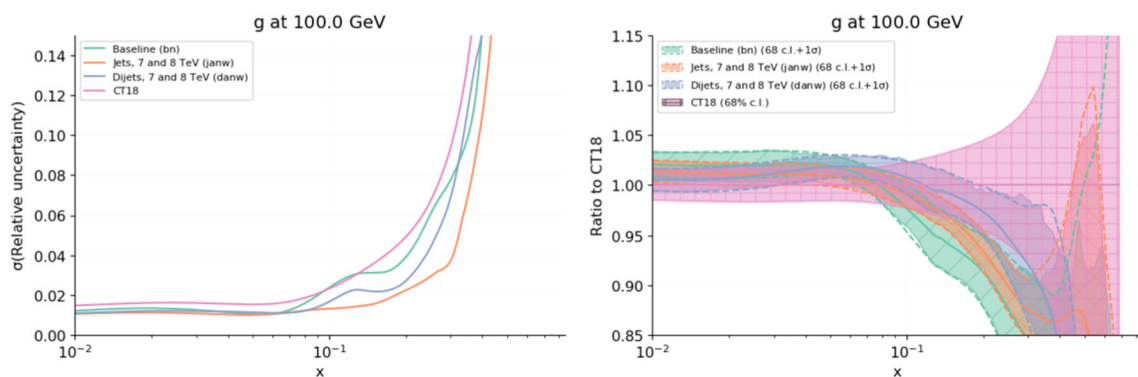 g at 100.0 GeV
0.14
0.12
0.10
0.08
0.06
0.04
0.02
0.00
σ(Relative uncertainty)
Baseline (bn)
Jets, 7 and 8 TeV (janw)
Dijets, 7 and 8 TeV (danw)
CT18
10⁻²
10⁻¹
x
g at 100.0 GeV
1.15
1.10
1.05
1.00
0.95
0.90
0.85
Ratio to CT18
Baseline (bn) (68 c.l.+1σ)
Jets, 7 and 8 TeV (janw) (68 c.l.+1σ)
Dijets, 7 and 8 TeV (danw) (68 c.l.+1σ)
CT18 (68% c.l.)
10⁻²
10⁻¹
x